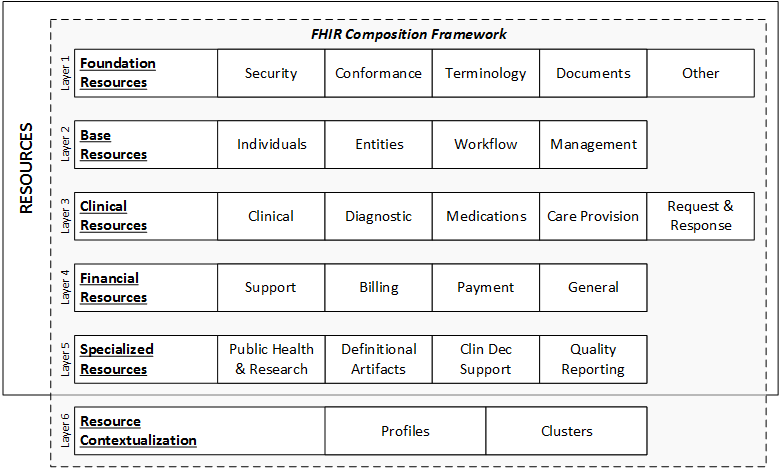 FHIR Composition Framework
RESOURCES
Layer 1
Foundation
Resources
Security
Conformance
Terminology
Documents
Other
Layer 2
Base
Resources
Individuals
Entities
Workflow
Management
Layer 3
Clinical
Resources
Clinical
Diagnostic
Medications
Care Provision
Request &
Response
Layer 4
Financial
Resources
Support
Billing
Payment
General
Layer 5
Specialized
Resources
Public Health
& Research
Definitional
Artifacts
Clin Dec
Support
Quality
Reporting
Layer 6
Resource
Contextualization
Profiles
Clusters